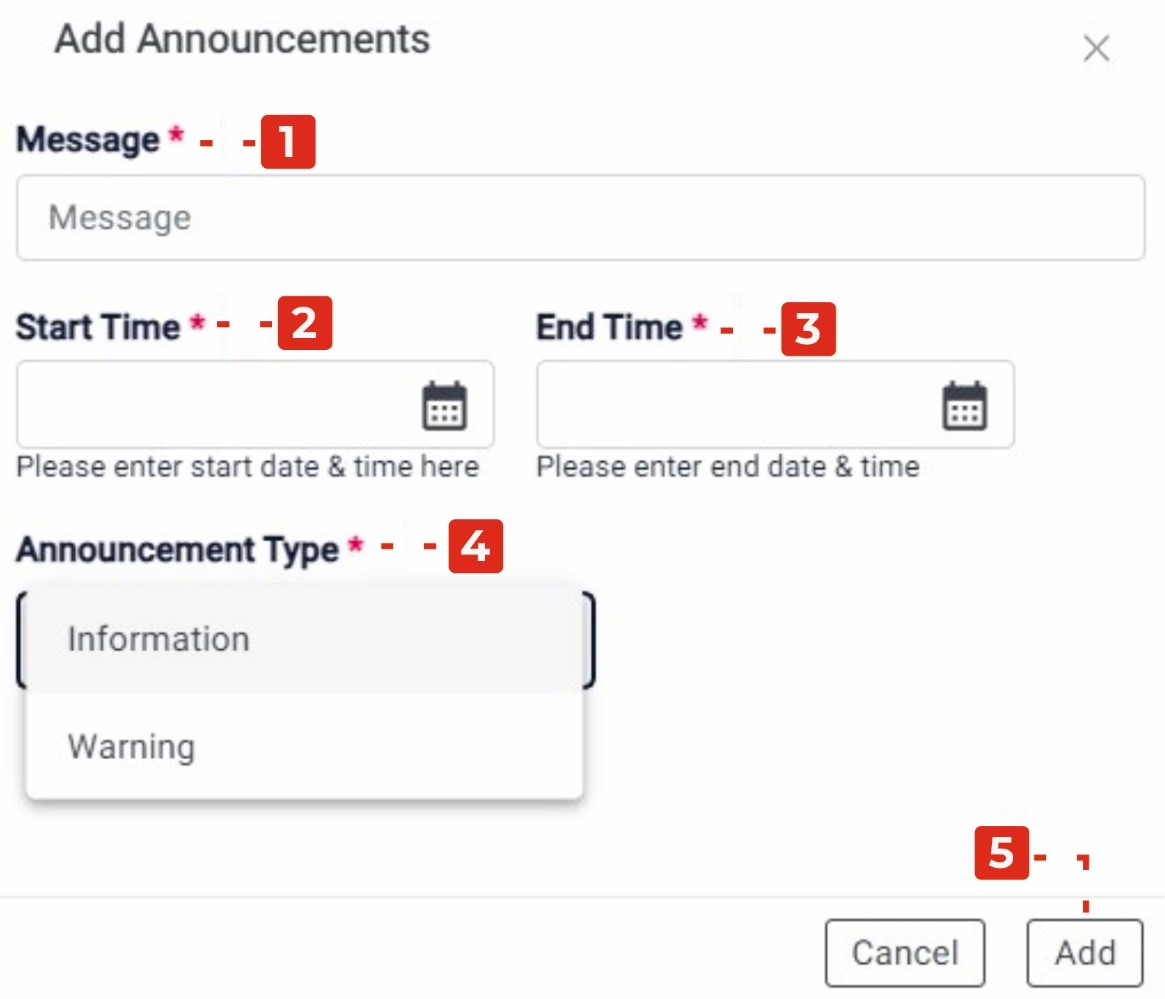 Add Announcements
Message * 1
Message
Start Time * 2 End Time * 3
Please enter start date & time here Please enter end date & time
Announcement Type * 4
Information
Warning
5
Cancel Add